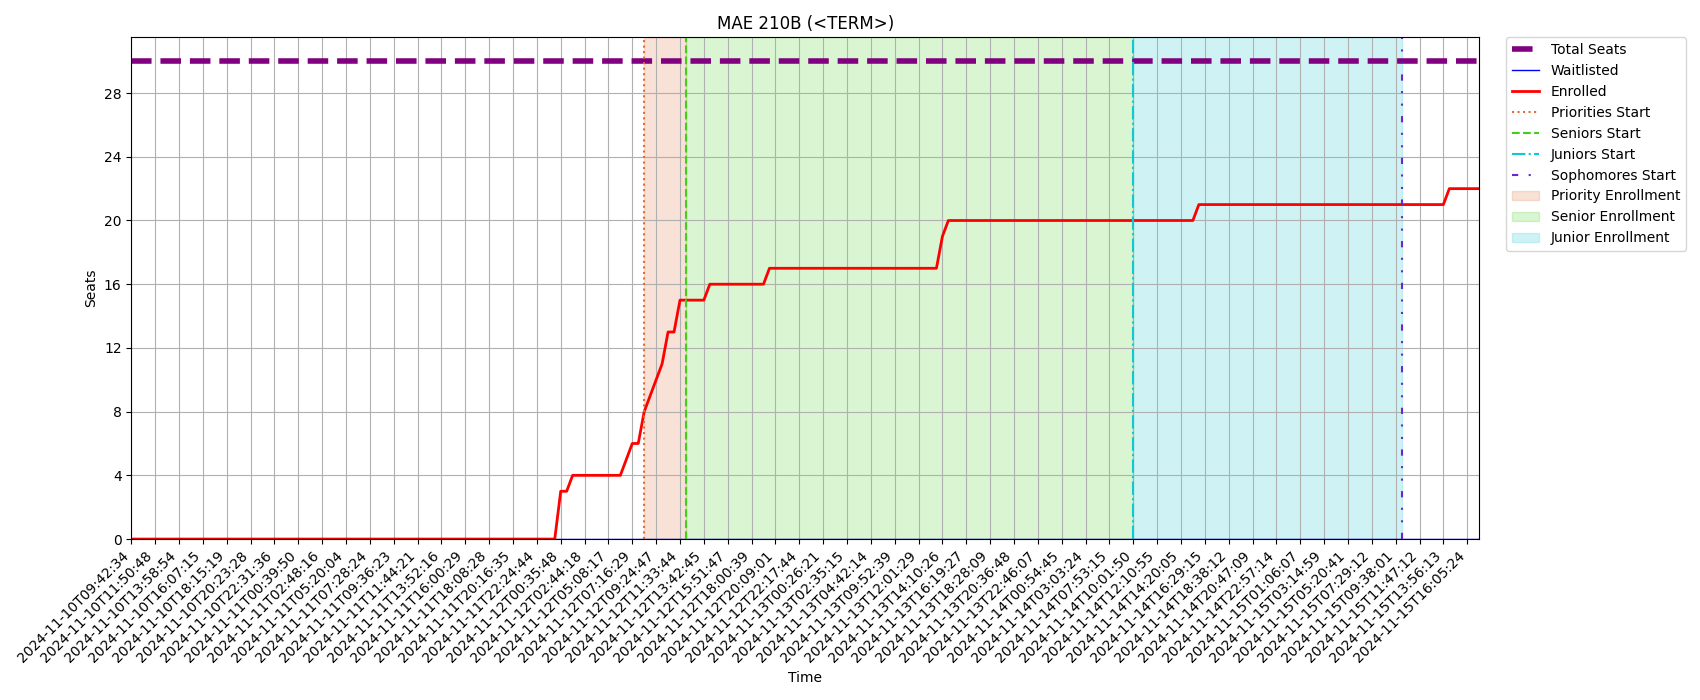 MAE 210B (<TERM>)
Total Seats
Waitlisted
Enrolled
Priorities Start
Seniors Start
Juniors Start
Sophomores Start
Priority Enrollment
Senior Enrollment
Junior Enrollment
Seats
28
24
20
16
12
8
4
0
2024-11-10T09:42:34
2024-11-10T11:50:48
2024-11-10T13:58:54
2024-11-10T16:07:15
2024-11-10T18:15:19
2024-11-10T20:23:28
2024-11-10T22:31:36
2024-11-11T00:39:50
2024-11-11T02:48:16
2024-11-11T05:20:04
2024-11-11T07:28:24
2024-11-11T09:36:23
2024-11-11T11:44:21
2024-11-11T13:52:16
2024-11-11T16:00:29
2024-11-11T18:08:28
2024-11-11T20:16:35
2024-11-11T22:24:44
2024-11-12T00:35:48
2024-11-12T02:44:18
2024-11-12T05:08:17
2024-11-12T07:16:29
2024-11-12T09:24:47
2024-11-12T11:33:44
2024-11-12T13:42:45
2024-11-12T15:51:47
2024-11-12T18:00:39
2024-11-12T20:09:01
2024-11-12T22:17:44
2024-11-13T00:26:21
2024-11-13T02:35:15
2024-11-13T04:42:14
2024-11-13T09:52:39
2024-11-13T12:01:29
2024-11-13T14:10:26
2024-11-13T16:19:27
2024-11-13T18:28:09
2024-11-13T20:36:48
2024-11-13T22:46:07
2024-11-14T00:54:45
2024-11-14T03:03:24
2024-11-14T07:53:15
2024-11-14T10:01:50
2024-11-14T12:10:55
2024-11-14T14:20:05
2024-11-14T16:29:15
2024-11-14T18:38:12
2024-11-14T20:47:09
2024-11-14T22:57:14
2024-11-15T01:06:07
2024-11-15T03:14:59
2024-11-15T05:20:41
2024-11-15T07:29:12
2024-11-15T09:38:01
2024-11-15T11:47:12
2024-11-15T13:56:13
2024-11-15T16:05:24
Time